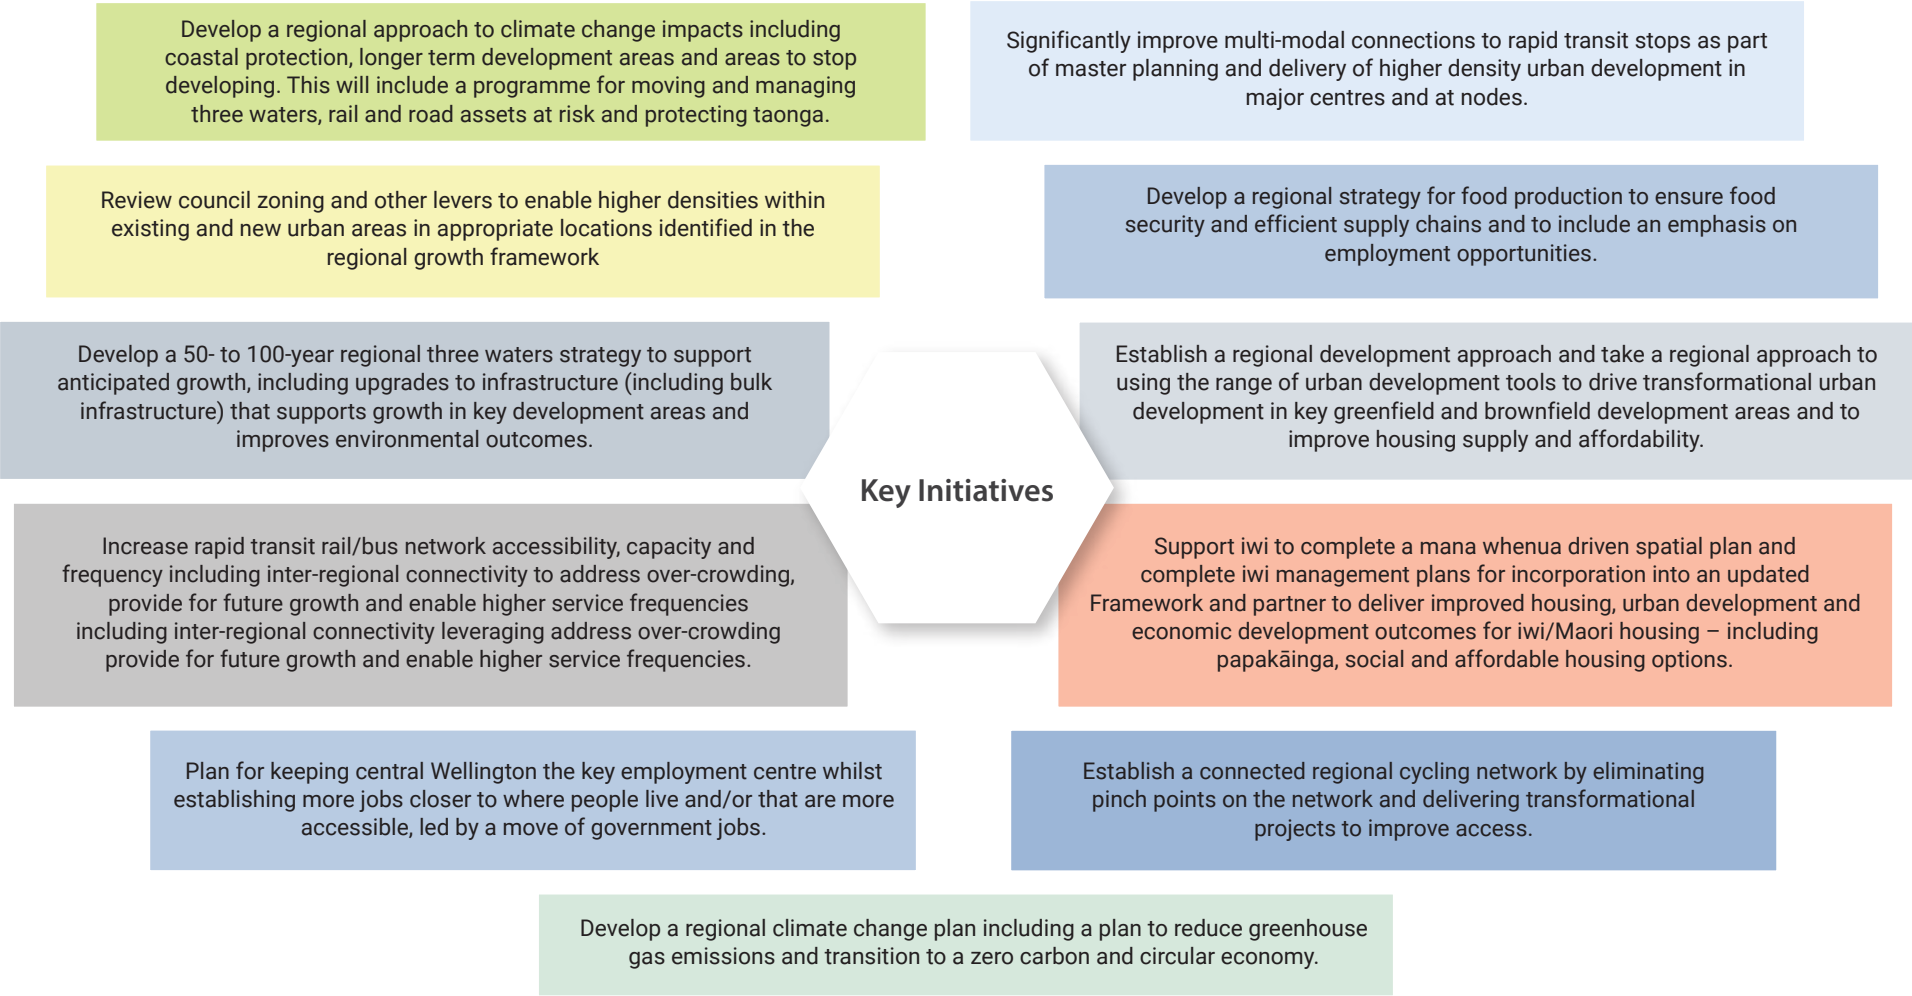 Develop a regional approach to climate change impacts including
coastal protection, longer term development areas and areas to stop
developing. This will include a programme for moving and managing
three waters, rail and road assets at risk and protecting taonga.
Significantly improve multi-modal connections to rapid transit stops as part
of master planning and delivery of higher density urban development in
major centres and at nodes.
Review council zoning and other levers to enable higher densities within
existing and new urban areas in appropriate locations identified in the
regional growth framework
Develop a regional strategy for food production to ensure food
security and efficient supply chains and to include an emphasis on
employment opportunities.
Develop a 50- to 100-year regional three waters strategy to support
anticipated growth, including upgrades to infrastructure (including bulk
infrastructure) that supports growth in key development areas and
improves environmental outcomes.
Establish a regional development approach and take a regional approach to
using the range of urban development tools to drive transformational urban
development in key greenfield and brownfield development areas and to
improve housing supply and affordability.
Key Initiatives
Increase rapid transit rail/bus network accessibility, capacity and
frequency including inter-regional connectivity to address over-crowding,
provide for future growth and enable higher service frequencies
including inter-regional connectivity leveraging address over-crowding
provide for future growth and enable higher service frequencies.
Support iwi to complete a mana whenua driven spatial plan and
complete iwi management plans for incorporation into an updated
Framework and partner to deliver improved housing, urban development and
economic development outcomes for iwi/Maori housing – including
papakāinga, social and affordable housing options.
Plan for keeping central Wellington the key employment centre whilst
establishing more jobs closer to where people live and/or that are more
accessible, led by a move of government jobs.
Establish a connected regional cycling network by eliminating
pinch points on the network and delivering transformational
projects to improve access.
Develop a regional climate change plan including a plan to reduce greenhouse
gas emissions and transition to a zero carbon and circular economy.